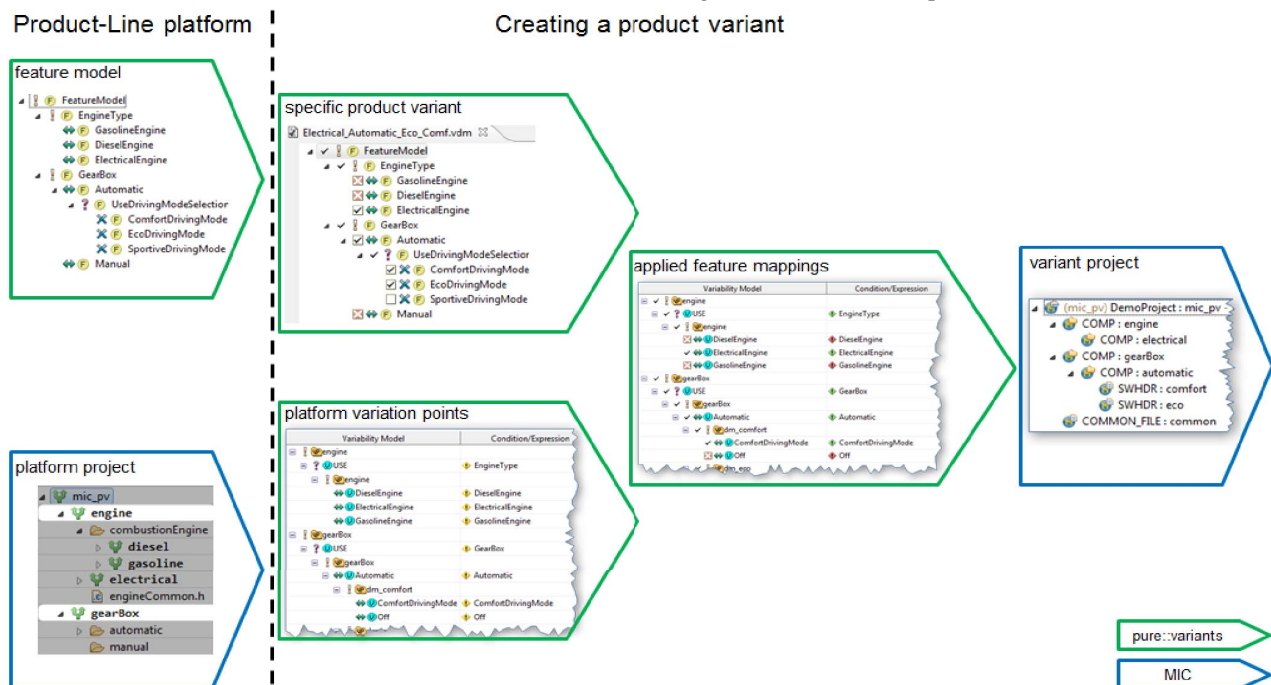 Product-Line platform
Creating a product variant
feature model
FeatureModel
EngineType
GasolineEngine
DieselEngine
ElectricalEngine
GearBox
Automatic
UseDrivingModeSelection
ComfortDrivingMode
EcoDrivingMode
SportiveDrivingMode
Manual
specific product variant
Electrical_Automatic_Eco_Comf.vdm
FeatureModel
EngineType
GasolineEngine
DieselEngine
ElectricalEngine
GearBox
Automatic
UseDrivingModeSelection
ComfortDrivingMode
EcoDrivingMode
SportiveDrivingMode
Manual
platform project
mic_pv
engine
combustionEngine
diesel
gasoline
electrical
engineCommon.h
gearBox
automatic
manual
platform variation points
Variability Model Condition/Expression
engine
USE EngineType
engine
DieselEngine DieselEngine
ElectricalEngine ElectricalEngine
GasolineEngine GasolineEngine
gearBox
USE GearBox
gearBox
Automatic Automatic
dm_comfort
ComfortDrivingMode ComfortDrivingMode
Off Off
applied feature mappings
Variability Model Condition/Expression
engine
USE EngineType
engine
DieselEngine DieselEngine
ElectricalEngine ElectricalEngine
GasolineEngine GasolineEngine
gearBox
USE GearBox
gearBox
Automatic Automatic
dm_comfort
ComfortDrivingMode ComfortDrivingMode
Off Off
dm_eco
variant project
(mic_pv) DemoProject : mic_pv -
COMP : engine
COMP : electrical
COMP : gearBox
COMP : automatic
SWHDR : comfort
SWHDR : eco
COMMON_FILE : common
pure::variants
MIC